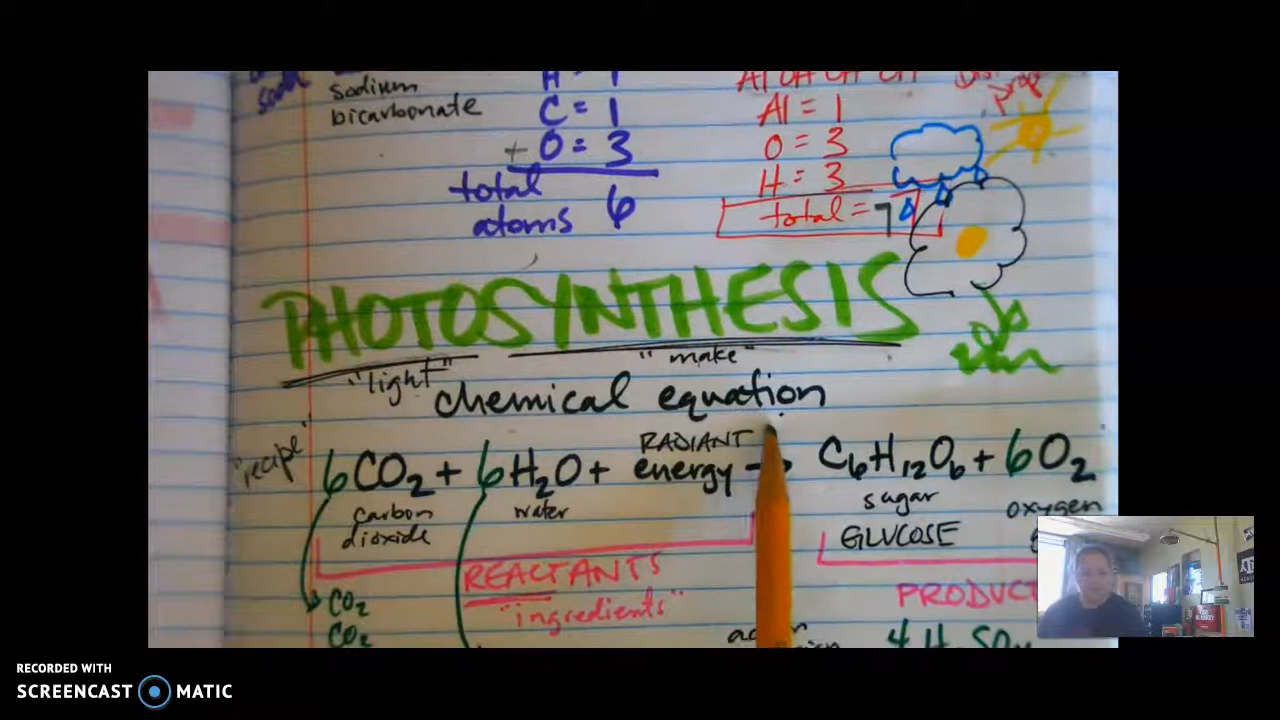 sodium
bicarbonate
C = 1
+ O = 3
total
atoms 6
Al = 1
O = 3
H = 3
total = 7
PHOTOSYNTHESIS
"light" "make"
chemical equation
"recipe"
6CO2 + 6H2O + RADIANT energy → C6H12O6 + 6O2
carbon dioxide water sugar oxygen
GLUCOSE
REACTANTS
"ingredients"
PRODUCT
CO2
CO2
RECORDED WITH
SCREENCAST MATIC